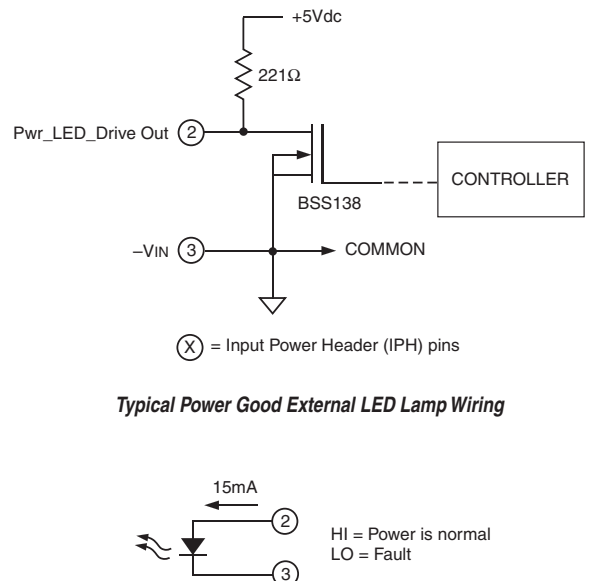 +5Vdc
221Ω
Pwr_LED_Drive Out 2
CONTROLLER
BSS138
–VIN 3
COMMON
X = Input Power Header (IPH) pins
Typical Power Good External LED Lamp Wiring
15mA
2
HI = Power is normal
LO = Fault
3